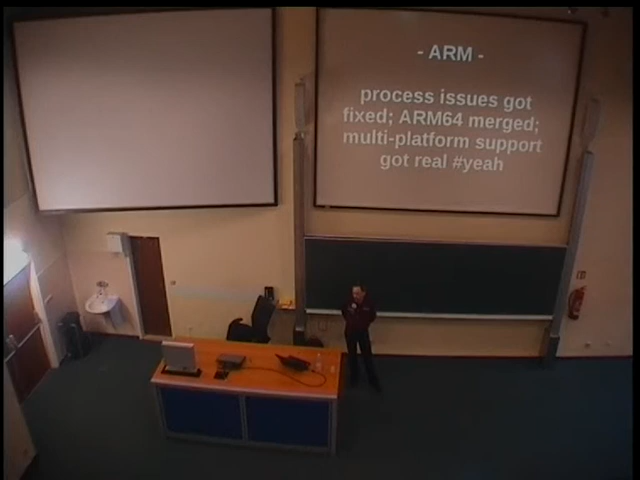 - ARM -
process issues got
fixed; ARM64 merged;
multi-platform support
got real #yeah